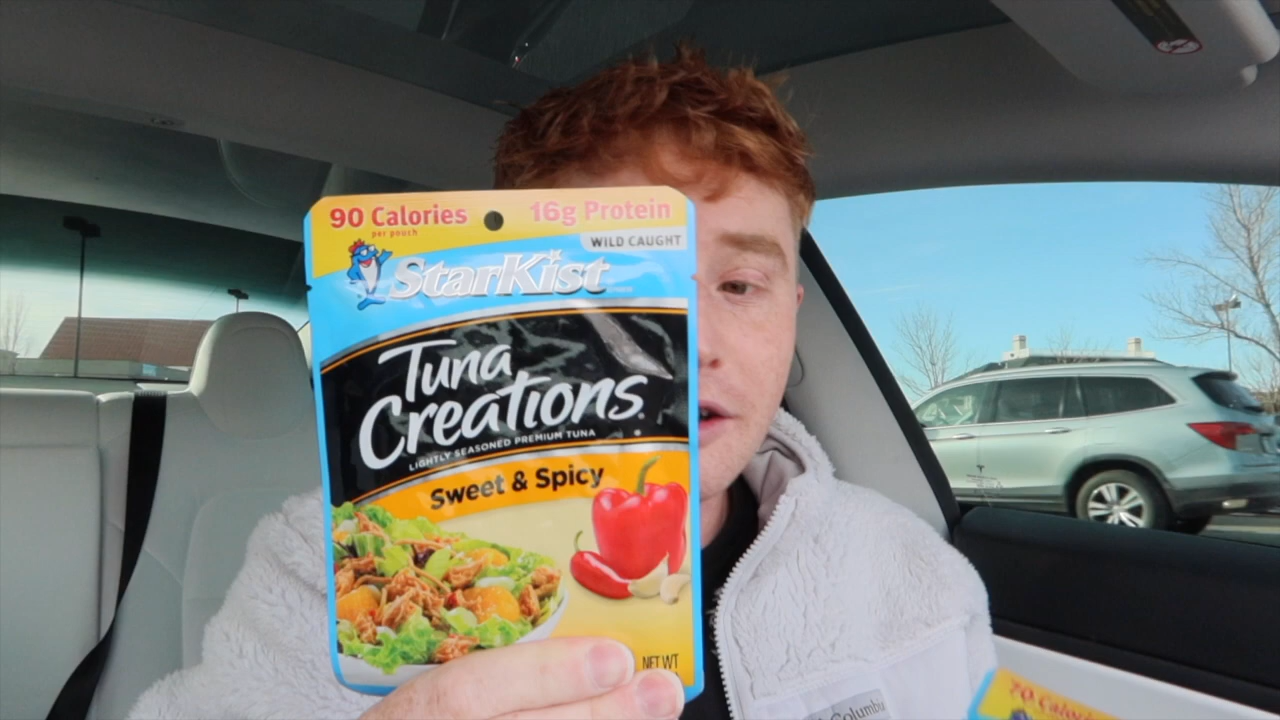 90 Calories
per pouch
16g Protein
WILD CAUGHT
StarKist
Tuna
Creations
LIGHTLY SEASONED PREMIUM TUNA
Sweet & Spicy
NET WT
70 Calories
Columbia